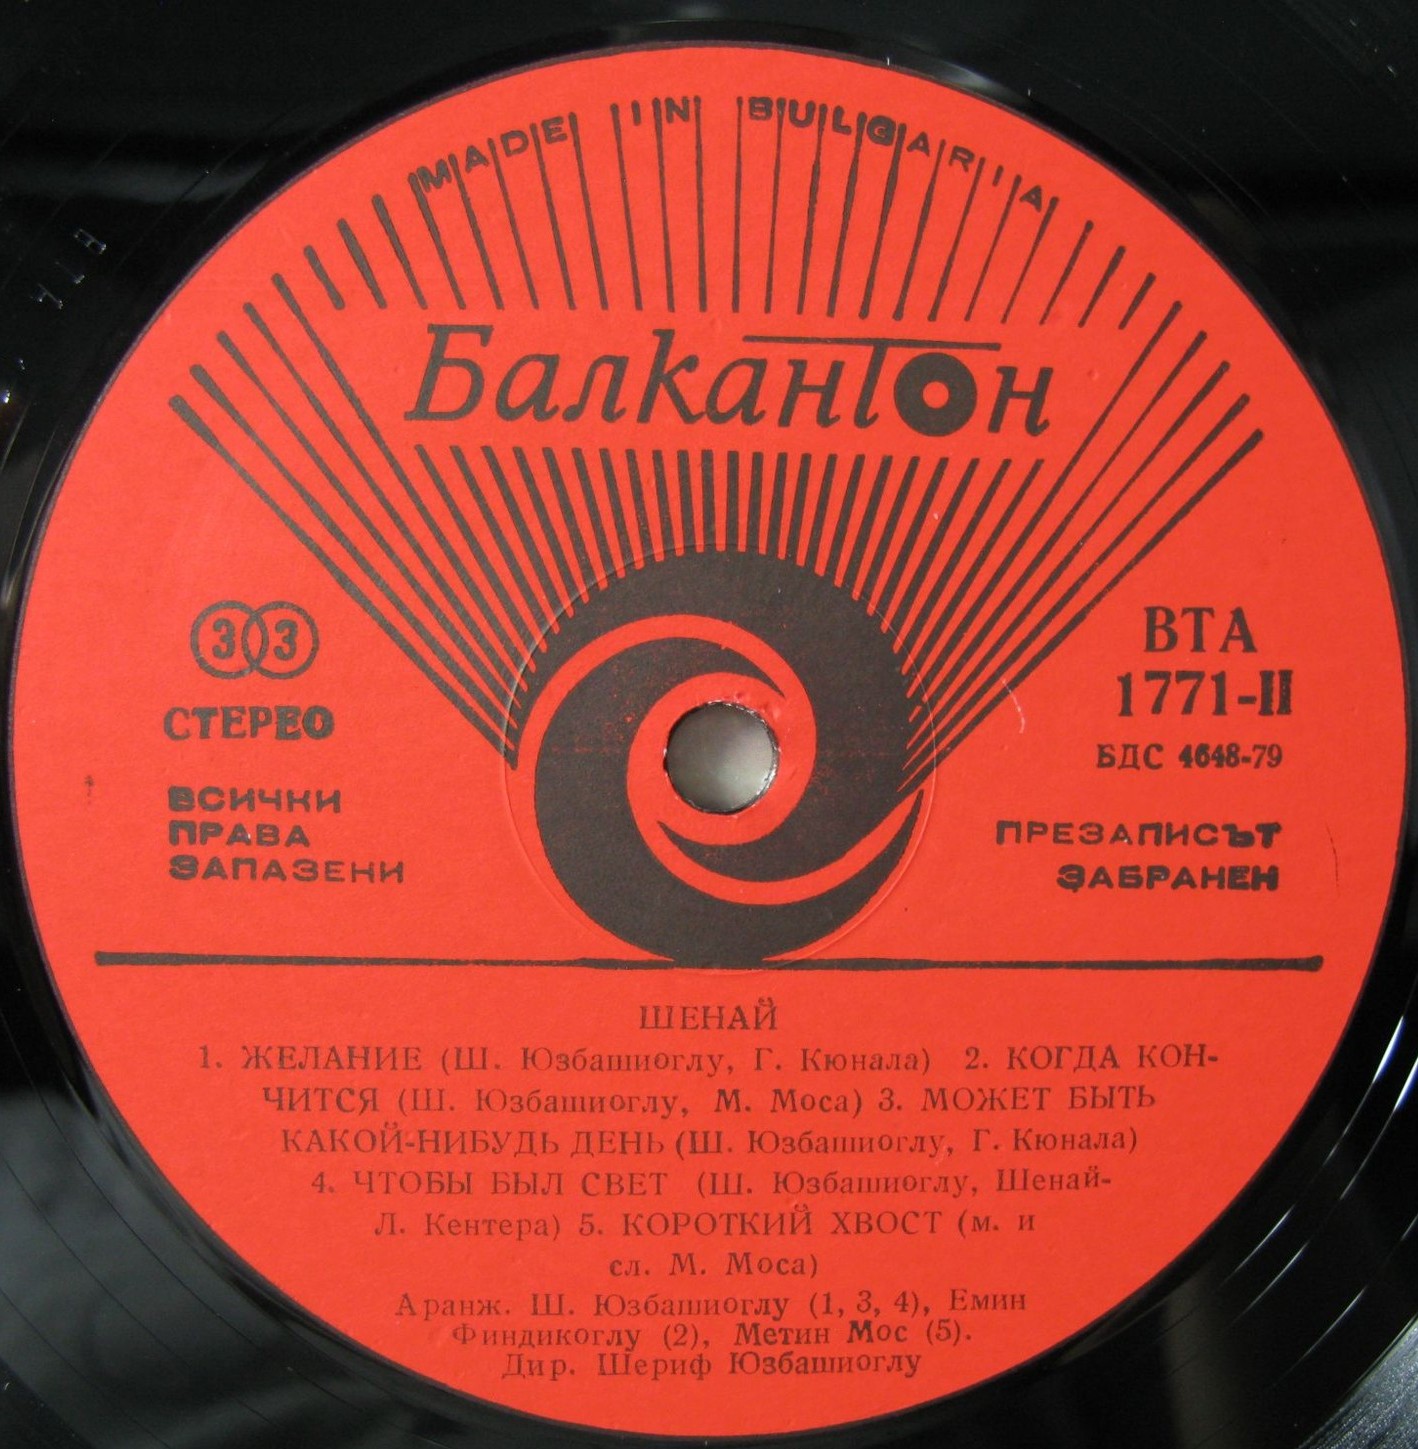 MADE IN BULGARIA
Балкантон
33
СТЕРЕО
ВСИЧКИ
ПРАВА
ЗАПАЗЕНИ
ВТА
1771-II
БДС 4648-79
ПРЕЗАПИСЪТ
ЗАБРАНЕН
ШЕНАЙ
1. ЖЕЛАНИЕ (Ш. Юзбашиоглу, Г. Кюнала) 2. КОГДА КОН-
ЧИТСЯ (Ш. Юзбашиоглу, М. Моса) 3. МОЖЕТ БЫТЬ
КАКОЙ-НИБУДЬ ДЕНЬ (Ш. Юзбашиоглу, Г. Кюнала)
4. ЧТОБЫ БЫЛ СВЕТ (Ш. Юзбашиоглу, Шенай-
Л. Кентера) 5. КОРОТКИЙ ХВОСТ (м. и
сл. М. Моса)
Аранж. Ш. Юзбашиоглу (1, 3, 4), Емин
Финдикоглу (2), Метин Мос (5).
Дир. Шериф Юзбашиоглу